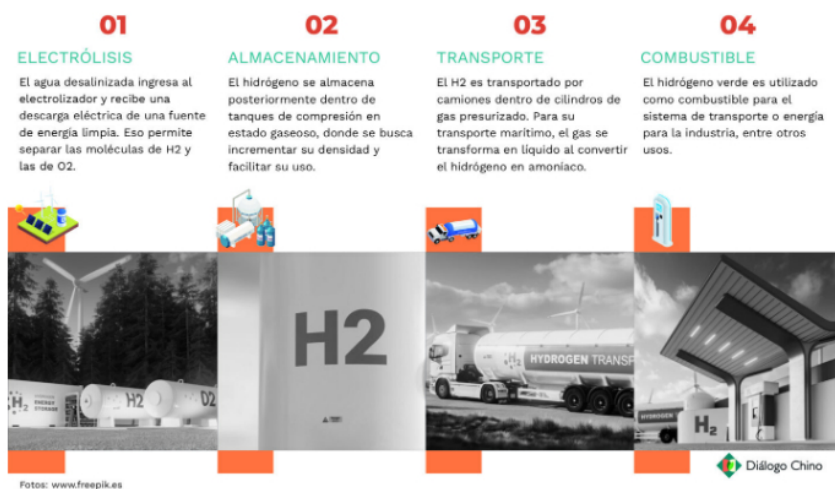 01
ELECTRÓLISIS
El agua desalinizada ingresa al
electrolizador y recibe una
descarga eléctrica de una fuente
de energía limpia. Eso permite
separar las moléculas de H2 y
las de O2.
02
ALMACENAMIENTO
El hidrógeno se almacena
posteriormente dentro de
tanques de compresión en
estado gaseoso, donde se busca
incrementar su densidad y
facilitar su uso.
03
TRANSPORTE
El H2 es transportado por
camiones dentro de cilindros de
gas presurizado. Para su
transporte marítimo, el gas se
transforma en líquido al convertir
el hidrógeno en amoníaco.
04
COMBUSTIBLE
El hidrógeno verde es utilizado
como combustible para el
sistema de transporte o energía
para la industria, entre otros
usos.
H2
ENERGY
STORAGE
H2
O2
H2
H2
HYDROGEN TRANSP
HYDROGEN
H2
Diálogo Chino
Fotos: www.freepik.es